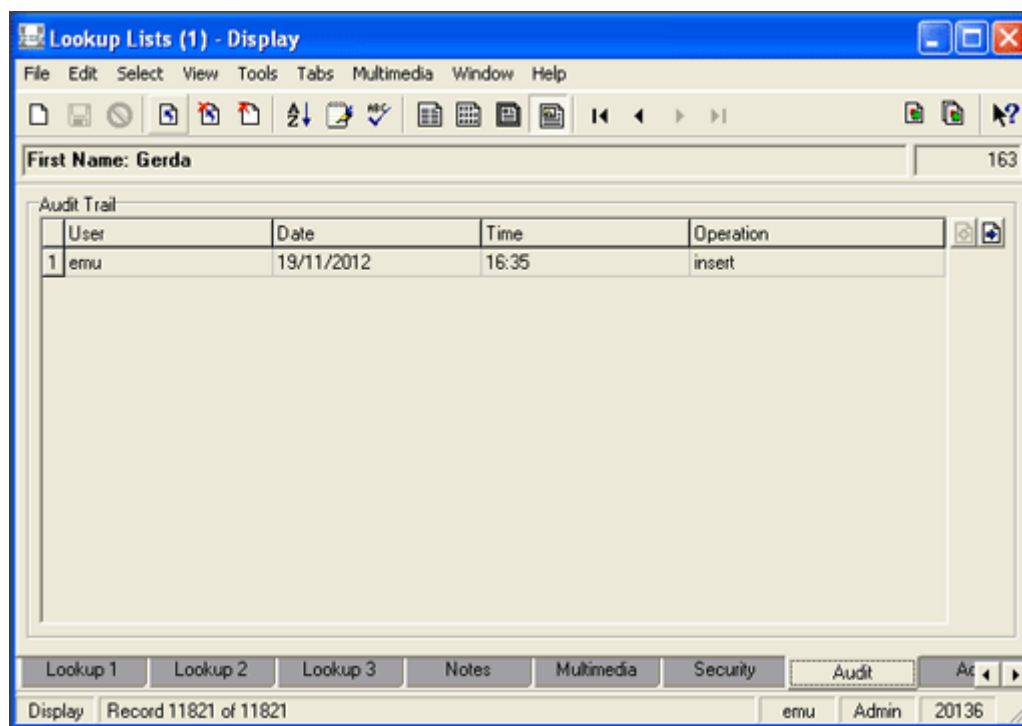 Lookup Lists (1) - Display
File Edit Select View Tools Tabs Multimedia Window Help
First Name: Gerda 163
Audit Trail
User Date Time Operation
1 emu 19/11/2012 16:35 insert
Lookup 1 Lookup 2 Lookup 3 Notes Multimedia Security Audit
Display Record 11821 of 11821 emu Admin 20136